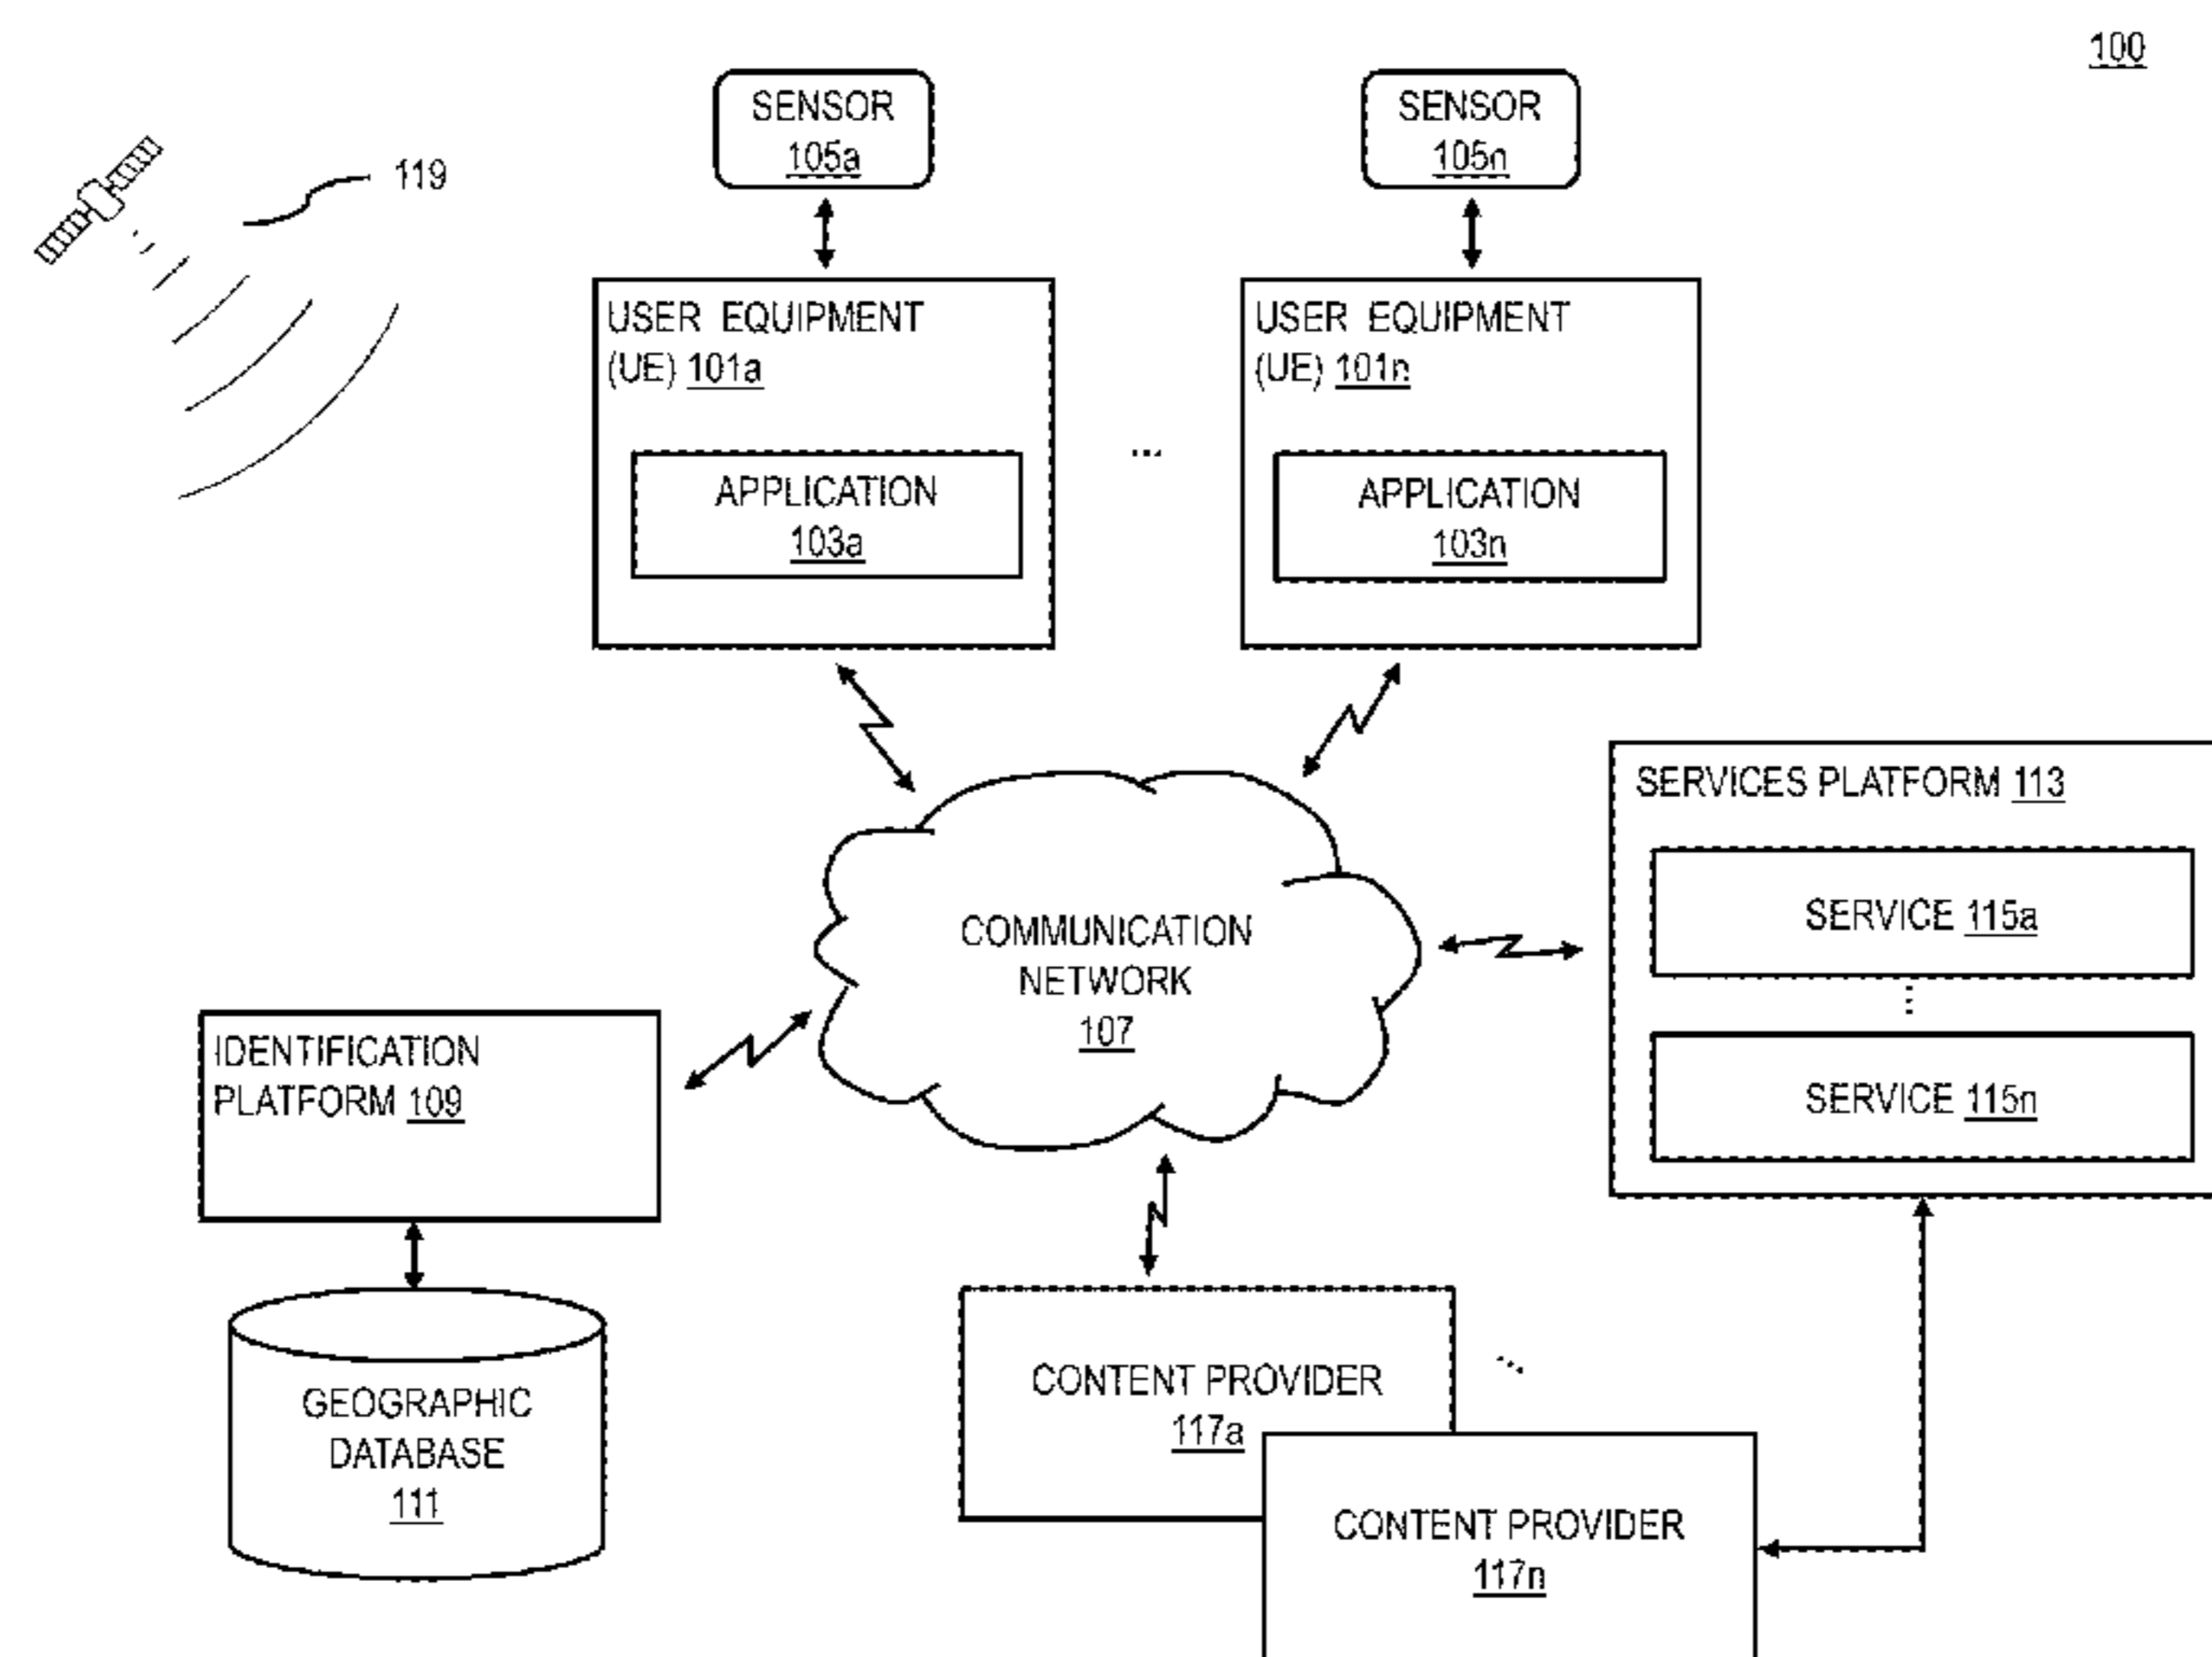 100
SENSOR
105a
SENSOR
105n
119
USER EQUIPMENT
(UE) 101a
USER EQUIPMENT
(UE) 101n
APPLICATION
103a
...
APPLICATION
103n
SERVICES PLATFORM 113
SERVICE 115a
...
SERVICE 115n
COMMUNICATION
NETWORK
107
IDENTIFICATION
PLATFORM 109
GEOGRAPHIC
DATABASE
111
CONTENT PROVIDER
117a
...
CONTENT PROVIDER
117n